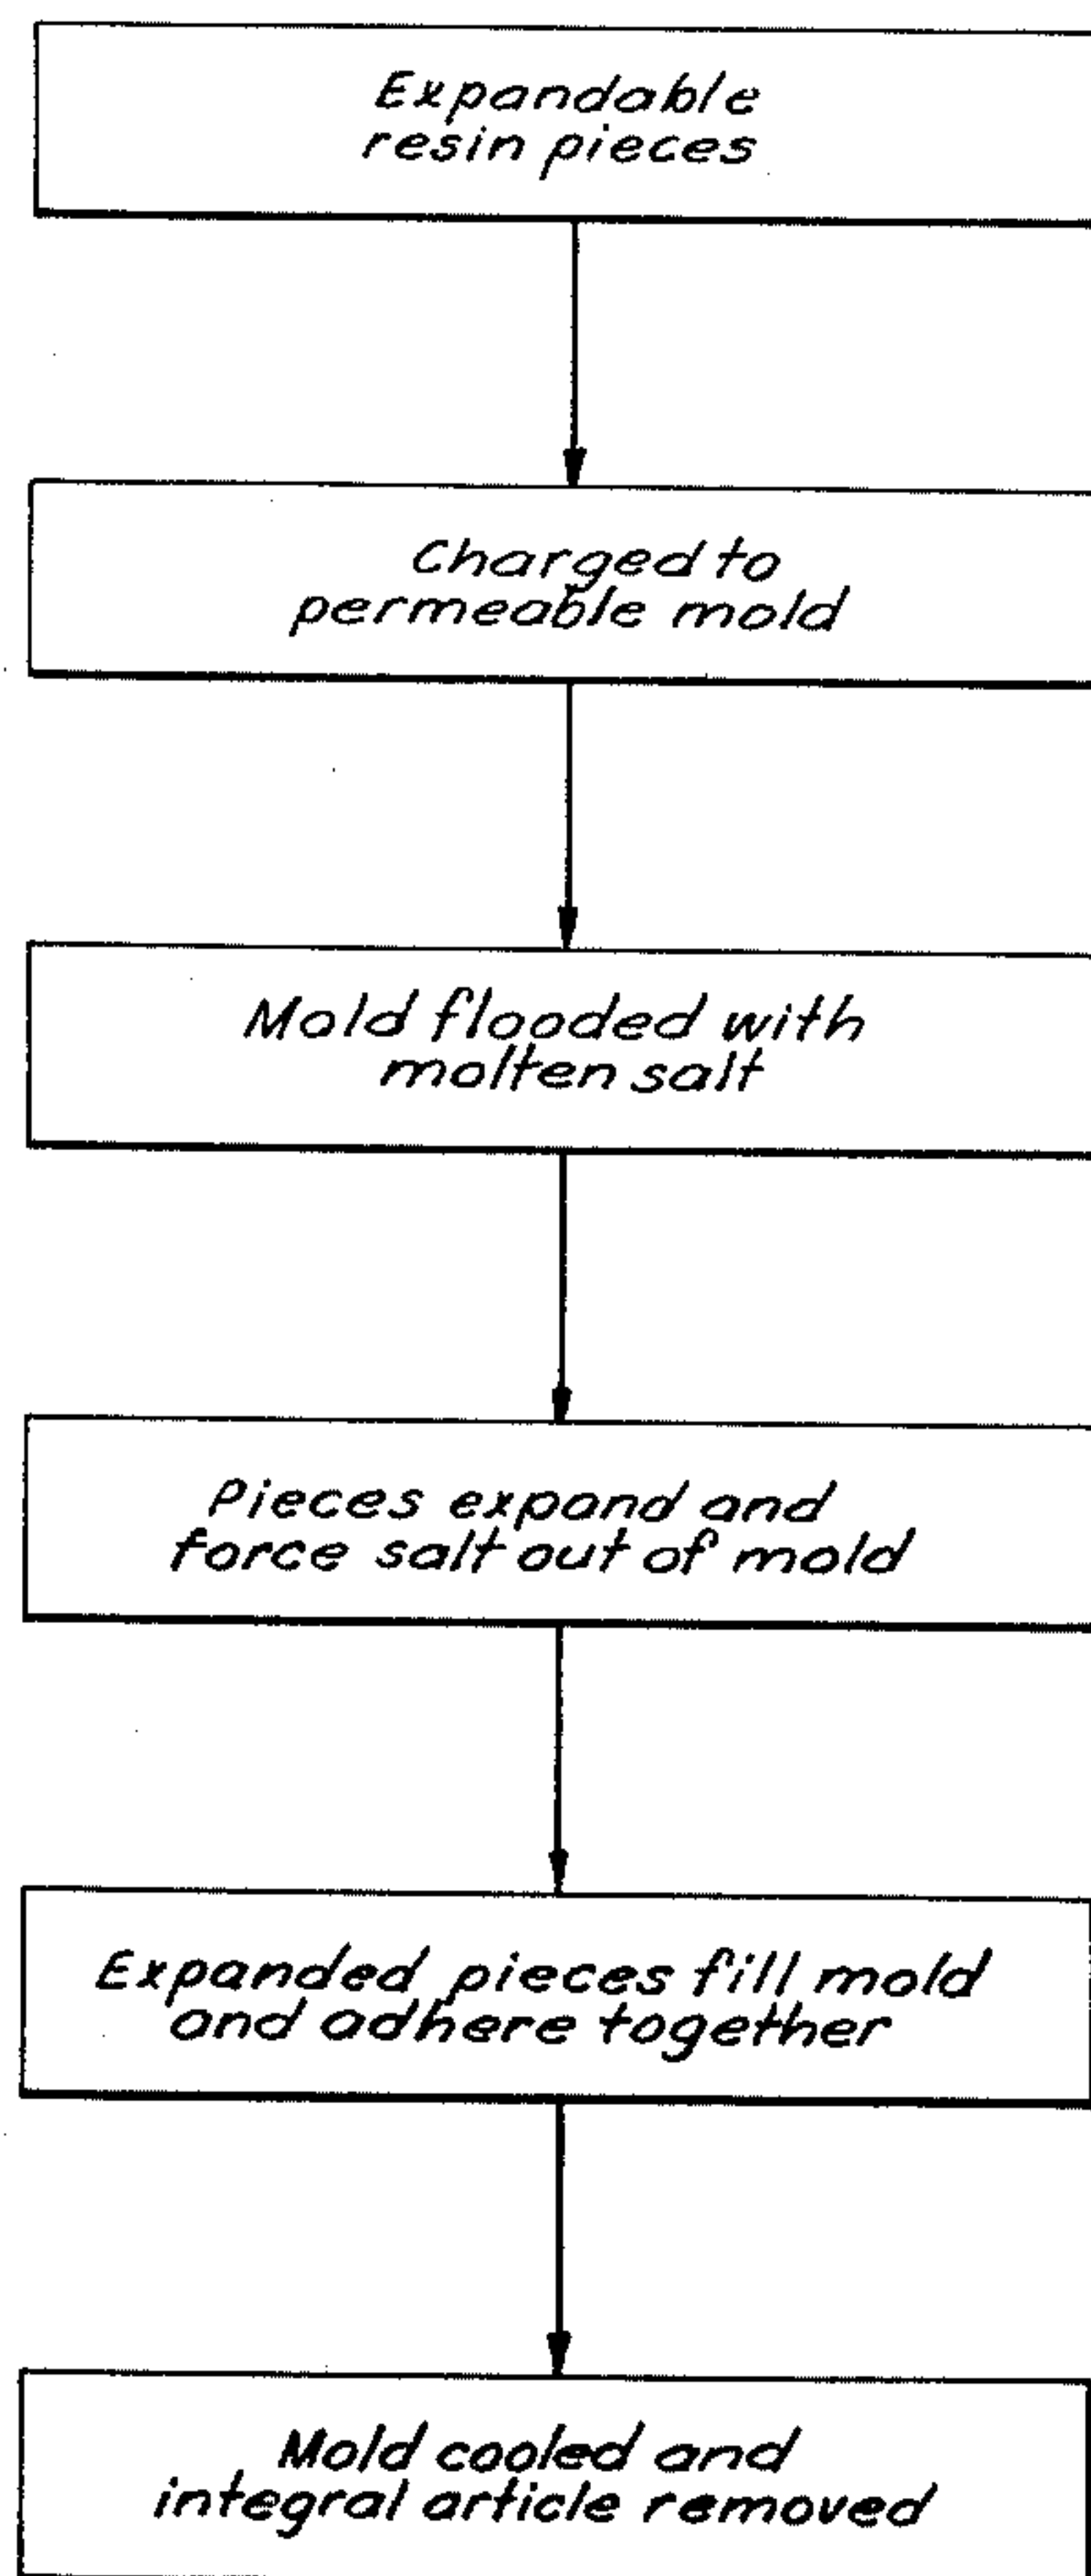 Expandable
resin pieces
Charged to
permeable mold
Mold flooded with
molten salt
Pieces expand and
force salt out of mold
Expanded pieces fill mold
and adhere together
Mold cooled and
integral article removed